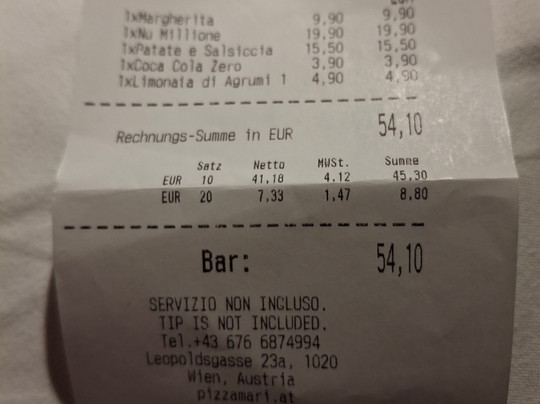 EUR
1xMargherita 9,90 9,90
1xNu Millione 19,90 19,90
1xPatate e Salsiccia 15,50 15,50
1xCoca Cola Zero 3,90 3,90
1xLimonaia di Agrumi 1 4,90 4,90
Rechnungs-Summe in EUR 54,10
Satz Netto MWSt. Summe
EUR 10 41,18 4.12 45,30
EUR 20 7,33 1,47 8,80
Bar: 54,10
SERVIZIO NON INCLUSO.
TIP IS NOT INCLUDED.
Tel.+43 676 6874994
Leopoldsgasse 23a, 1020
Wien, Austria
pizzamari.at